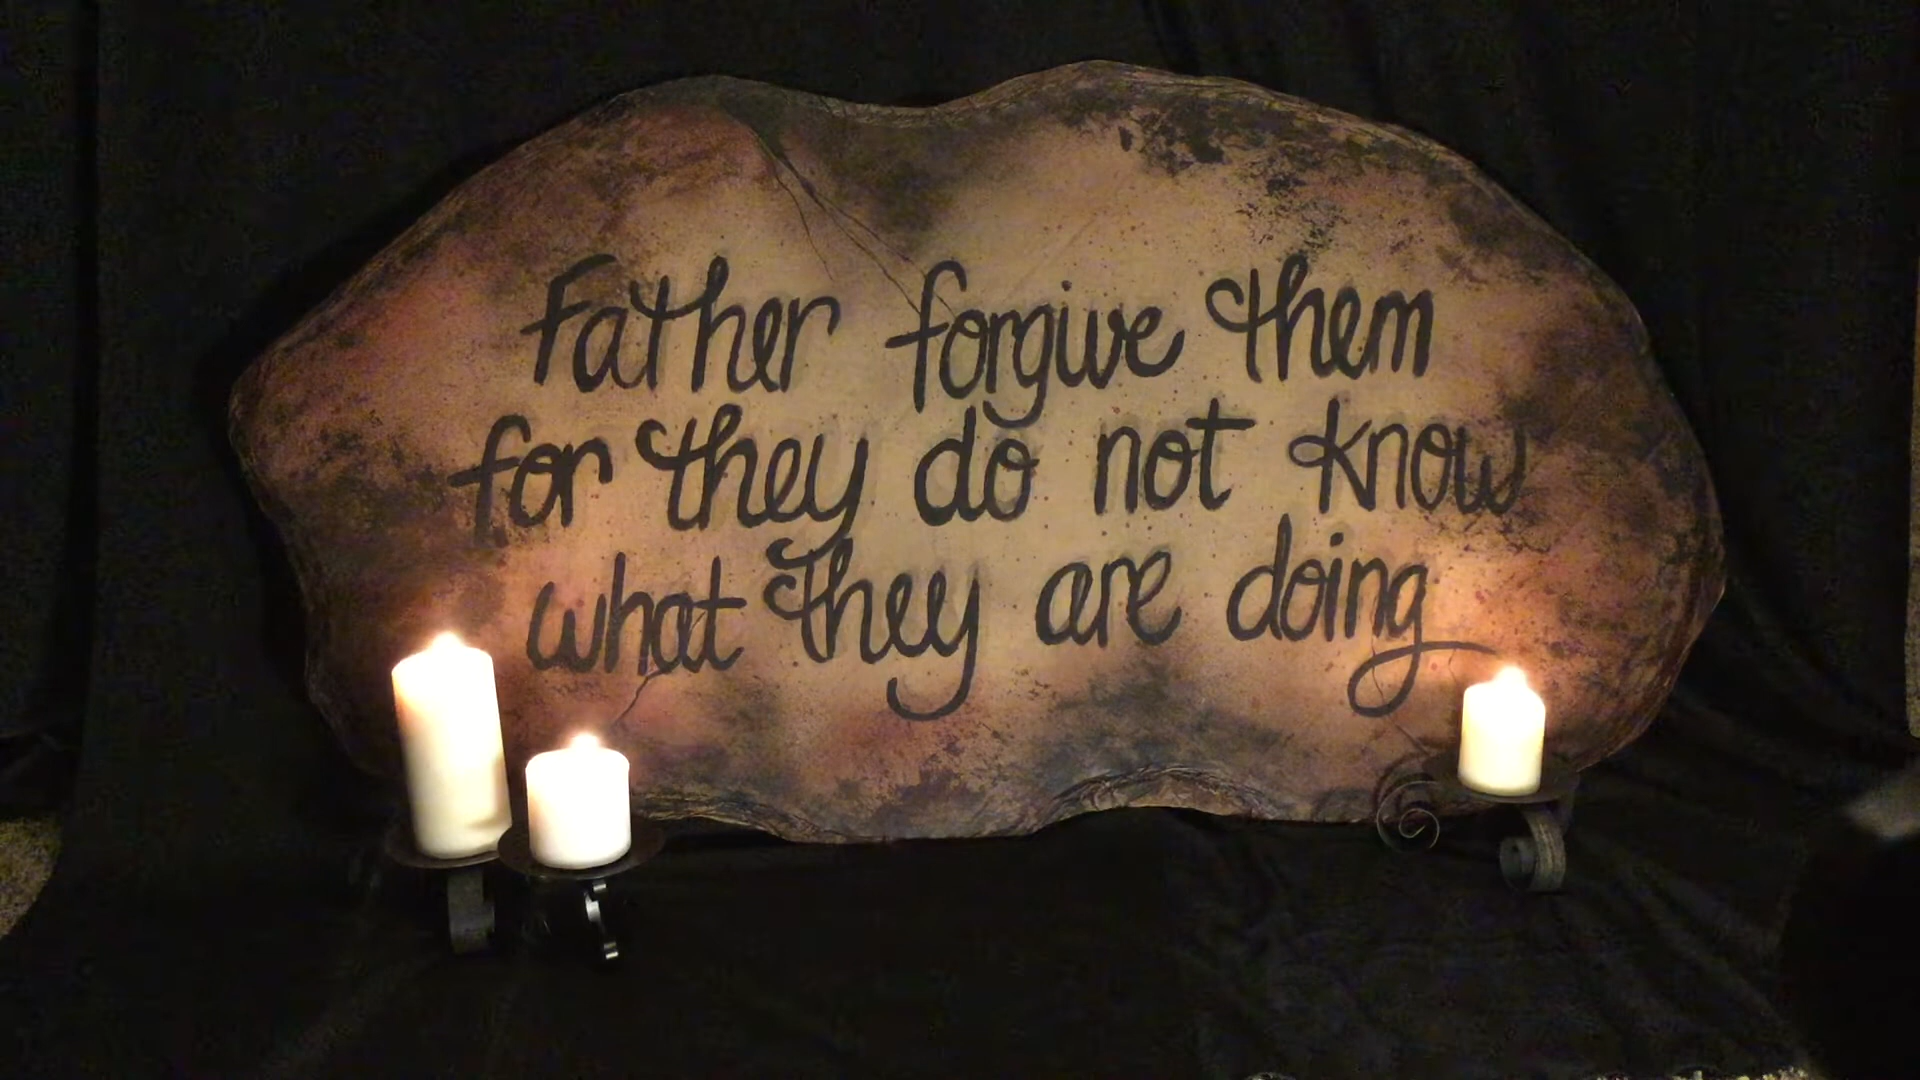 Father forgive them
for they do not know
what they are doing